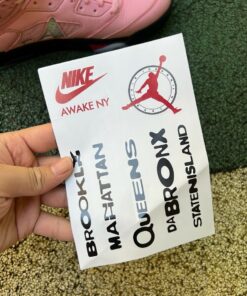 NIKE
AWAKE NY
BROOKLYN
MANHATTAN
QUEENS
DA BRONX
STATEN ISLAND